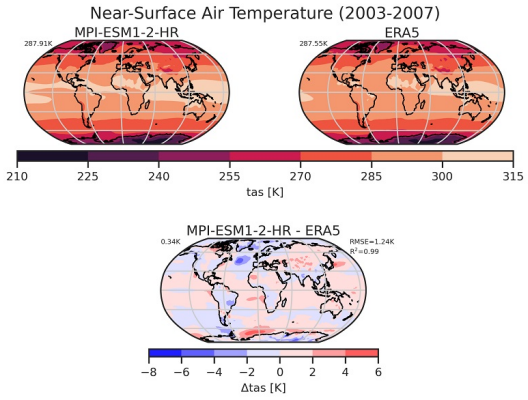 Near-Surface Air Temperature (2003-2007)
MPI-ESM1-2-HR
ERA5
287.91K
287.55K
210 225 240 255 270 285 300 315
tas [K]
MPI-ESM1-2-HR - ERA5
0.34K
RMSE=1.24K
R²=0.99
−8 −6 −4 −2 0 2 4 6
Δtas [K]